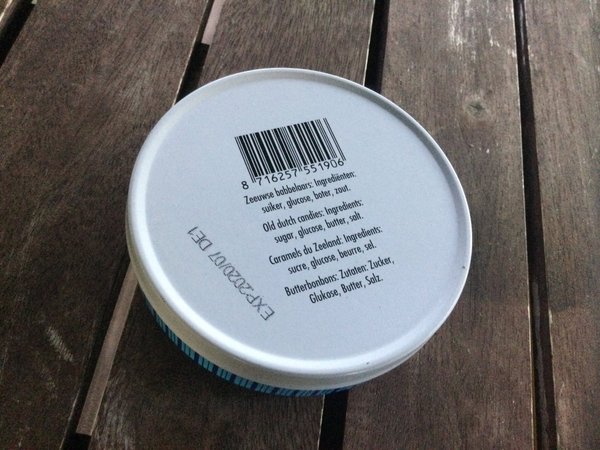 8 716257 551906
Zeeuwse babbelaars: Ingrediënten:
suiker, glucose, boter, zout.
Old dutch candies: Ingredients:
sugar, glucose, butter, salt.
Caramels du Zeeland: Ingredients:
sucre, glucose, beurre, sel.
Butterbonbons: Zutaten: Zucker,
Glukose, Butter, Salz.
EXP:2020/07 DE1